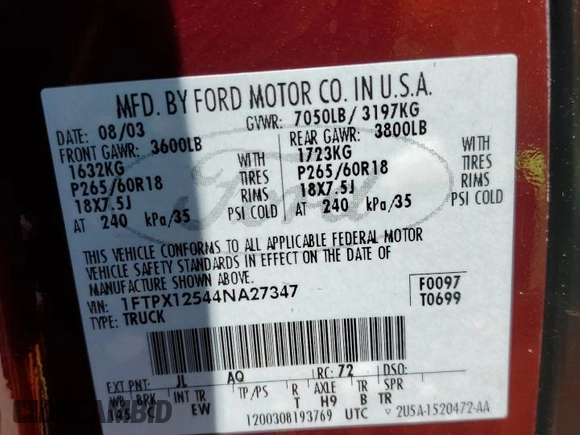 MFD. BY FORD MOTOR CO. IN U.S.A.
DATE: 08/03 GVWR: 7050LB / 3197KG
FRONT GAWR: 3600LB REAR GAWR: 3800LB
1632KG WITH 1723KG WITH
P265/60R18 TIRES P265/60R18 TIRES
18X7.5J RIMS 18X7.5J RIMS
AT 240 kPa/35 PSI COLD AT 240 kPa/35 PSI COLD
THIS VEHICLE CONFORMS TO ALL APPLICABLE FEDERAL MOTOR
VEHICLE SAFETY STANDARDS IN EFFECT ON THE DATE OF
MANUFACTURE SHOWN ABOVE.
VIN: 1FTPX12544NA27347 F0097
TYPE: TRUCK T0699
EXT PNT: JL AQ RC: 72 DSO:
WB BRK INT TR TP/PS R AXLE TR SPR
145 C EW T H9 B TR
1200308193769 UTC 2U5A-1520472-AA
Ford